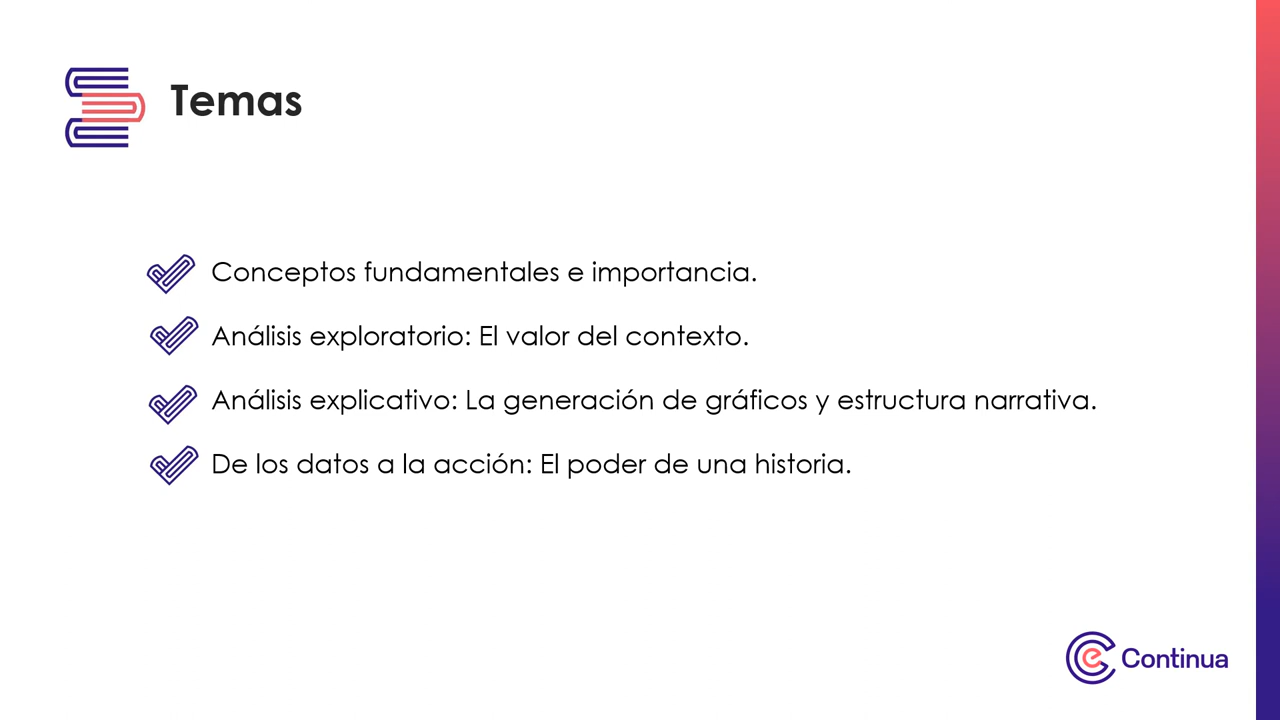 Temas
Conceptos fundamentales e importancia.
Análisis exploratorio: El valor del contexto.
Análisis explicativo: La generación de gráficos y estructura narrativa.
De los datos a la acción: El poder de una historia.
Continua